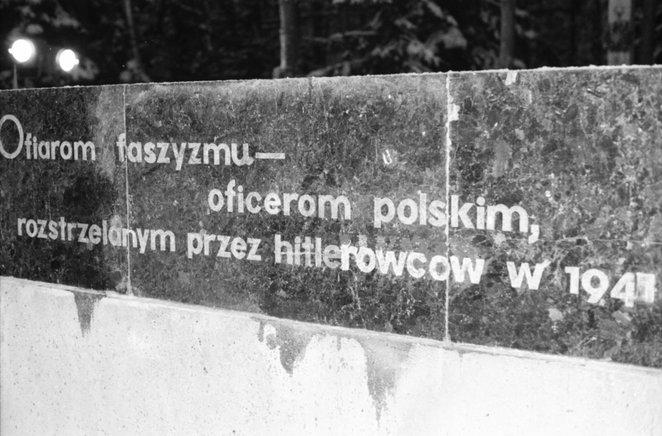 Ofiarom faszyzmu—
oficerom polskim,
rozstrzelanym przez hitlerowcow w 1941